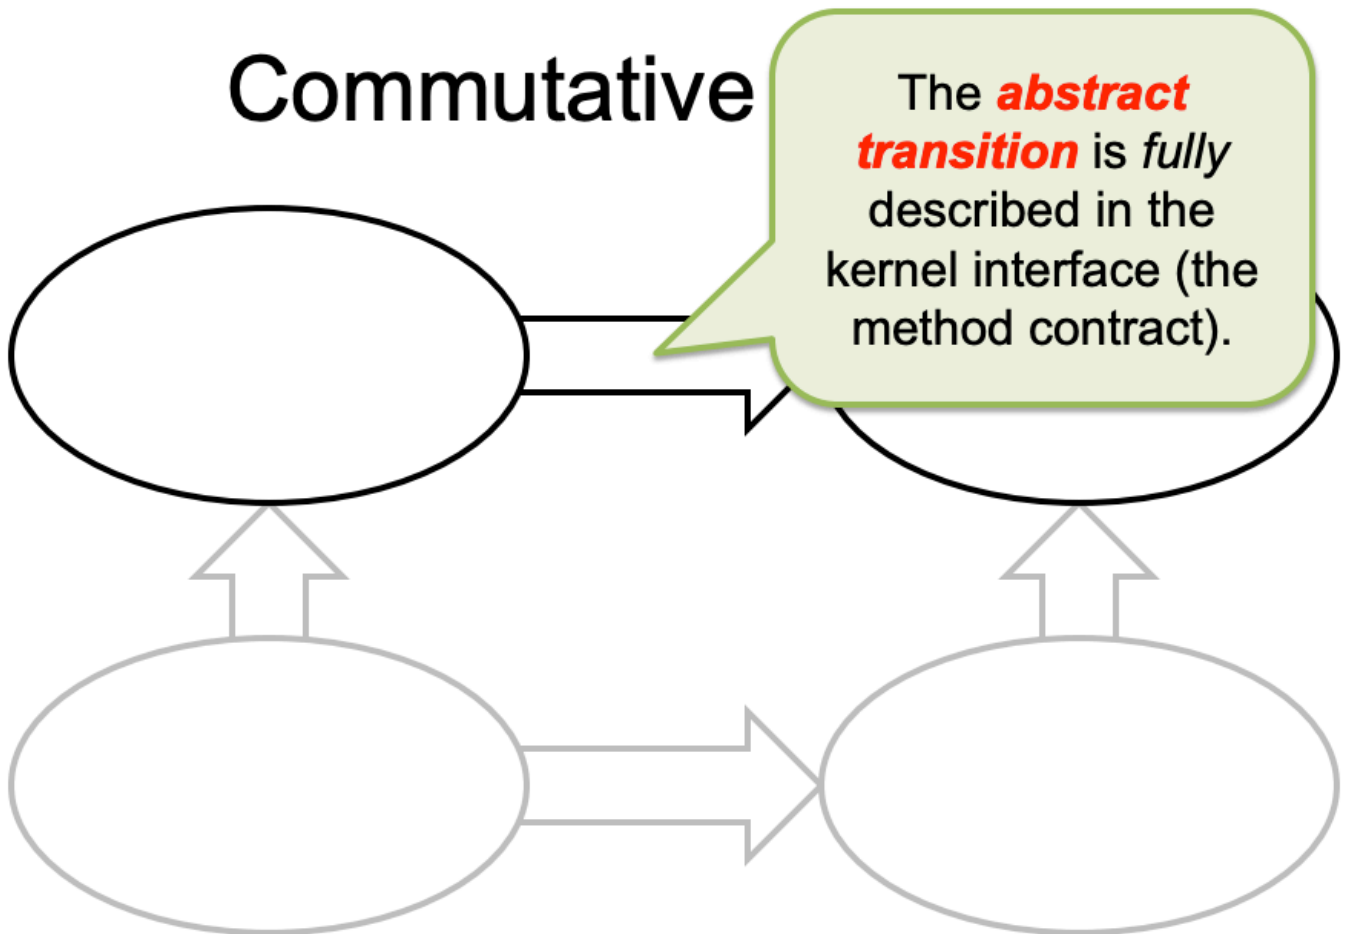 Commutative
The abstract
transition is fully
described in the
kernel interface (the
method contract).